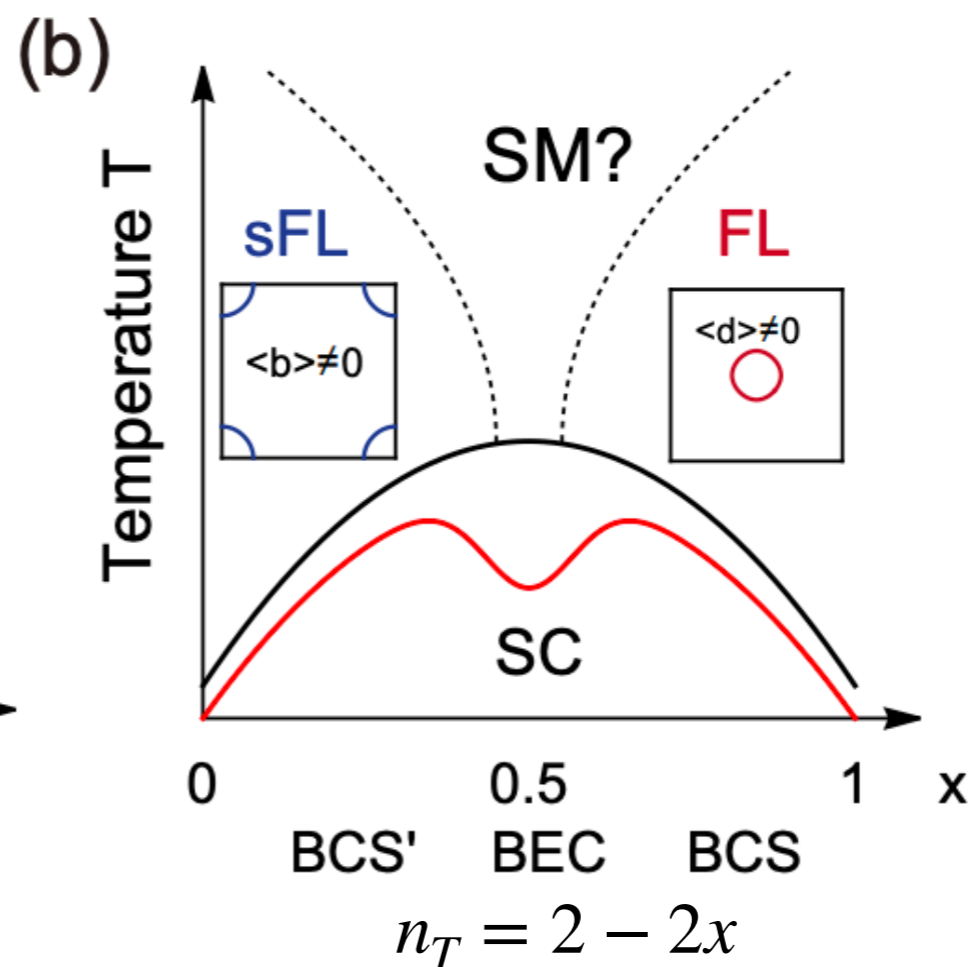 (b)
Temperature T
SM?
sFL
FL
<b>≠0
<d>≠0
SC
0 0.5 1 x
BCS' BEC BCS
n_T = 2 − 2x